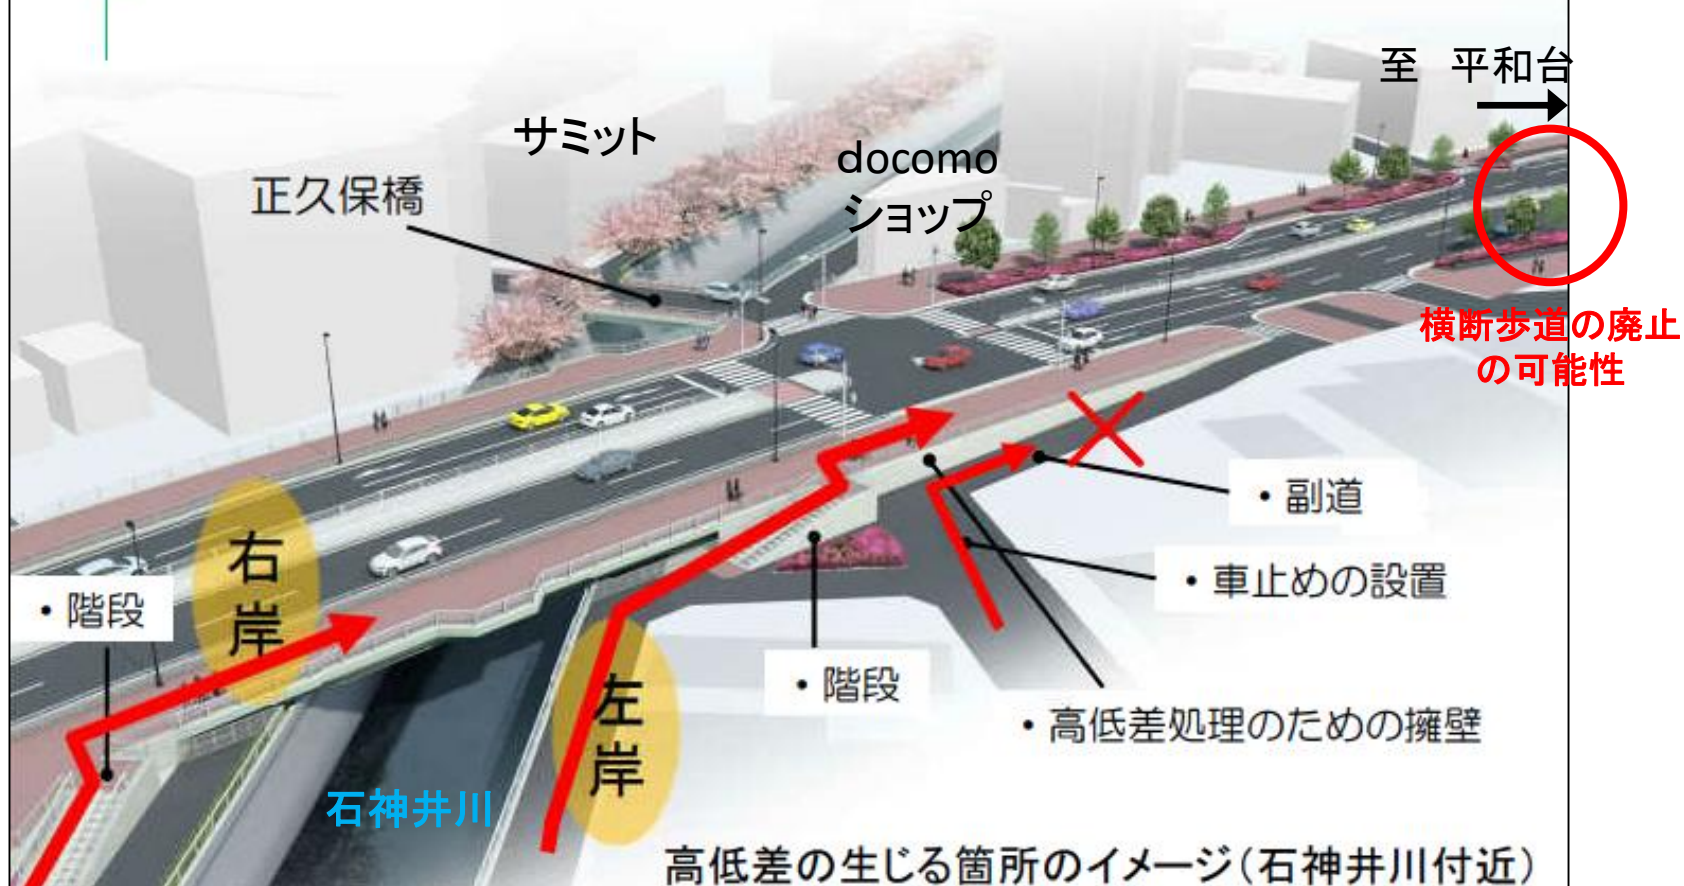 至 平和台
サミット
docomo
ショップ
正久保橋
横断歩道の廃止
の可能性
・副道
右岸
・車止めの設置
・階段
・階段
左岸
・高低差処理のための擁壁
石神井川
高低差の生じる箇所のイメージ（石神井川付近）